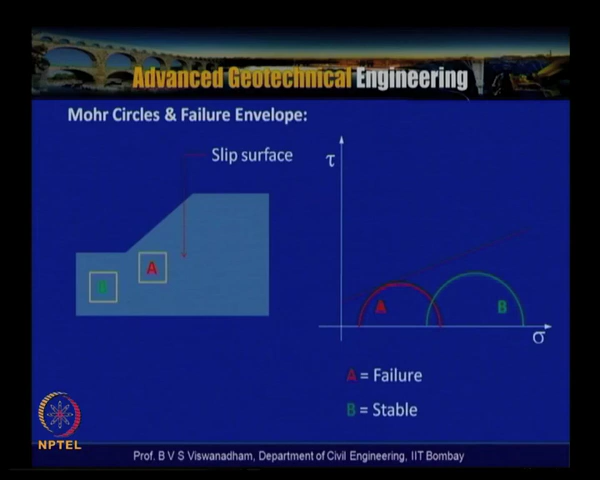 Advanced Geotechnical Engineering
Mohr Circles & Failure Envelope:
Slip surface
τ
A
B
A
B
σ
A = Failure
B = Stable
NPTEL
Prof. B V S Viswanadham, Department of Civil Engineering, IIT Bombay